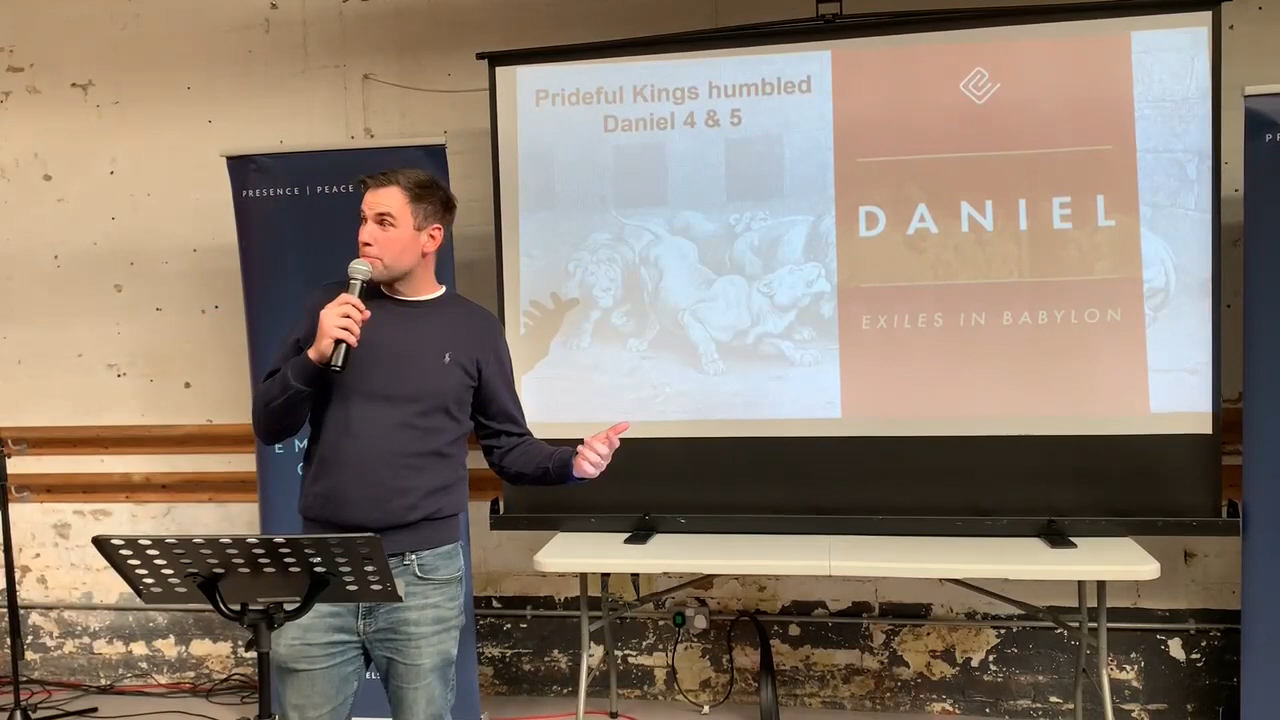 Prideful Kings humbled
Daniel 4 & 5
DANIEL
EXILES IN BABYLON
PRESENCE | PEACE
E M